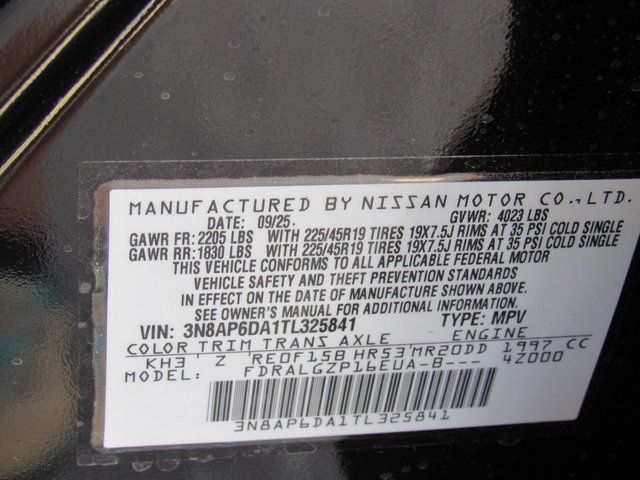 MANUFACTURED BY NISSAN MOTOR CO., LTD.
DATE: 09/25. GVWR: 4023 LBS
GAWR FR: 2205 LBS WITH 225/45R19 TIRES 19X7.5J RIMS AT 35 PSI COLD SINGLE
GAWR RR: 1830 LBS WITH 225/45R19 TIRES 19X7.5J RIMS AT 35 PSI COLD SINGLE
THIS VEHICLE CONFORMS TO ALL APPLICABLE FEDERAL MOTOR
VEHICLE SAFETY AND THEFT PREVENTION STANDARDS
IN EFFECT ON THE DATE OF MANUFACTURE SHOWN ABOVE.
SEE OWNER'S MANUAL FOR ADDITIONAL INFORMATION.
VIN: 3N8AP6DA1TL325841 TYPE: MPV
COLOR TRIM TRANS AXLE ENGINE
KH3 ' Z 'RE0F15B HR53'MR20DD 1997 CC
MODEL: FDRALGZP16EUA-B--- 42000
3N8AP6DA1TL325841